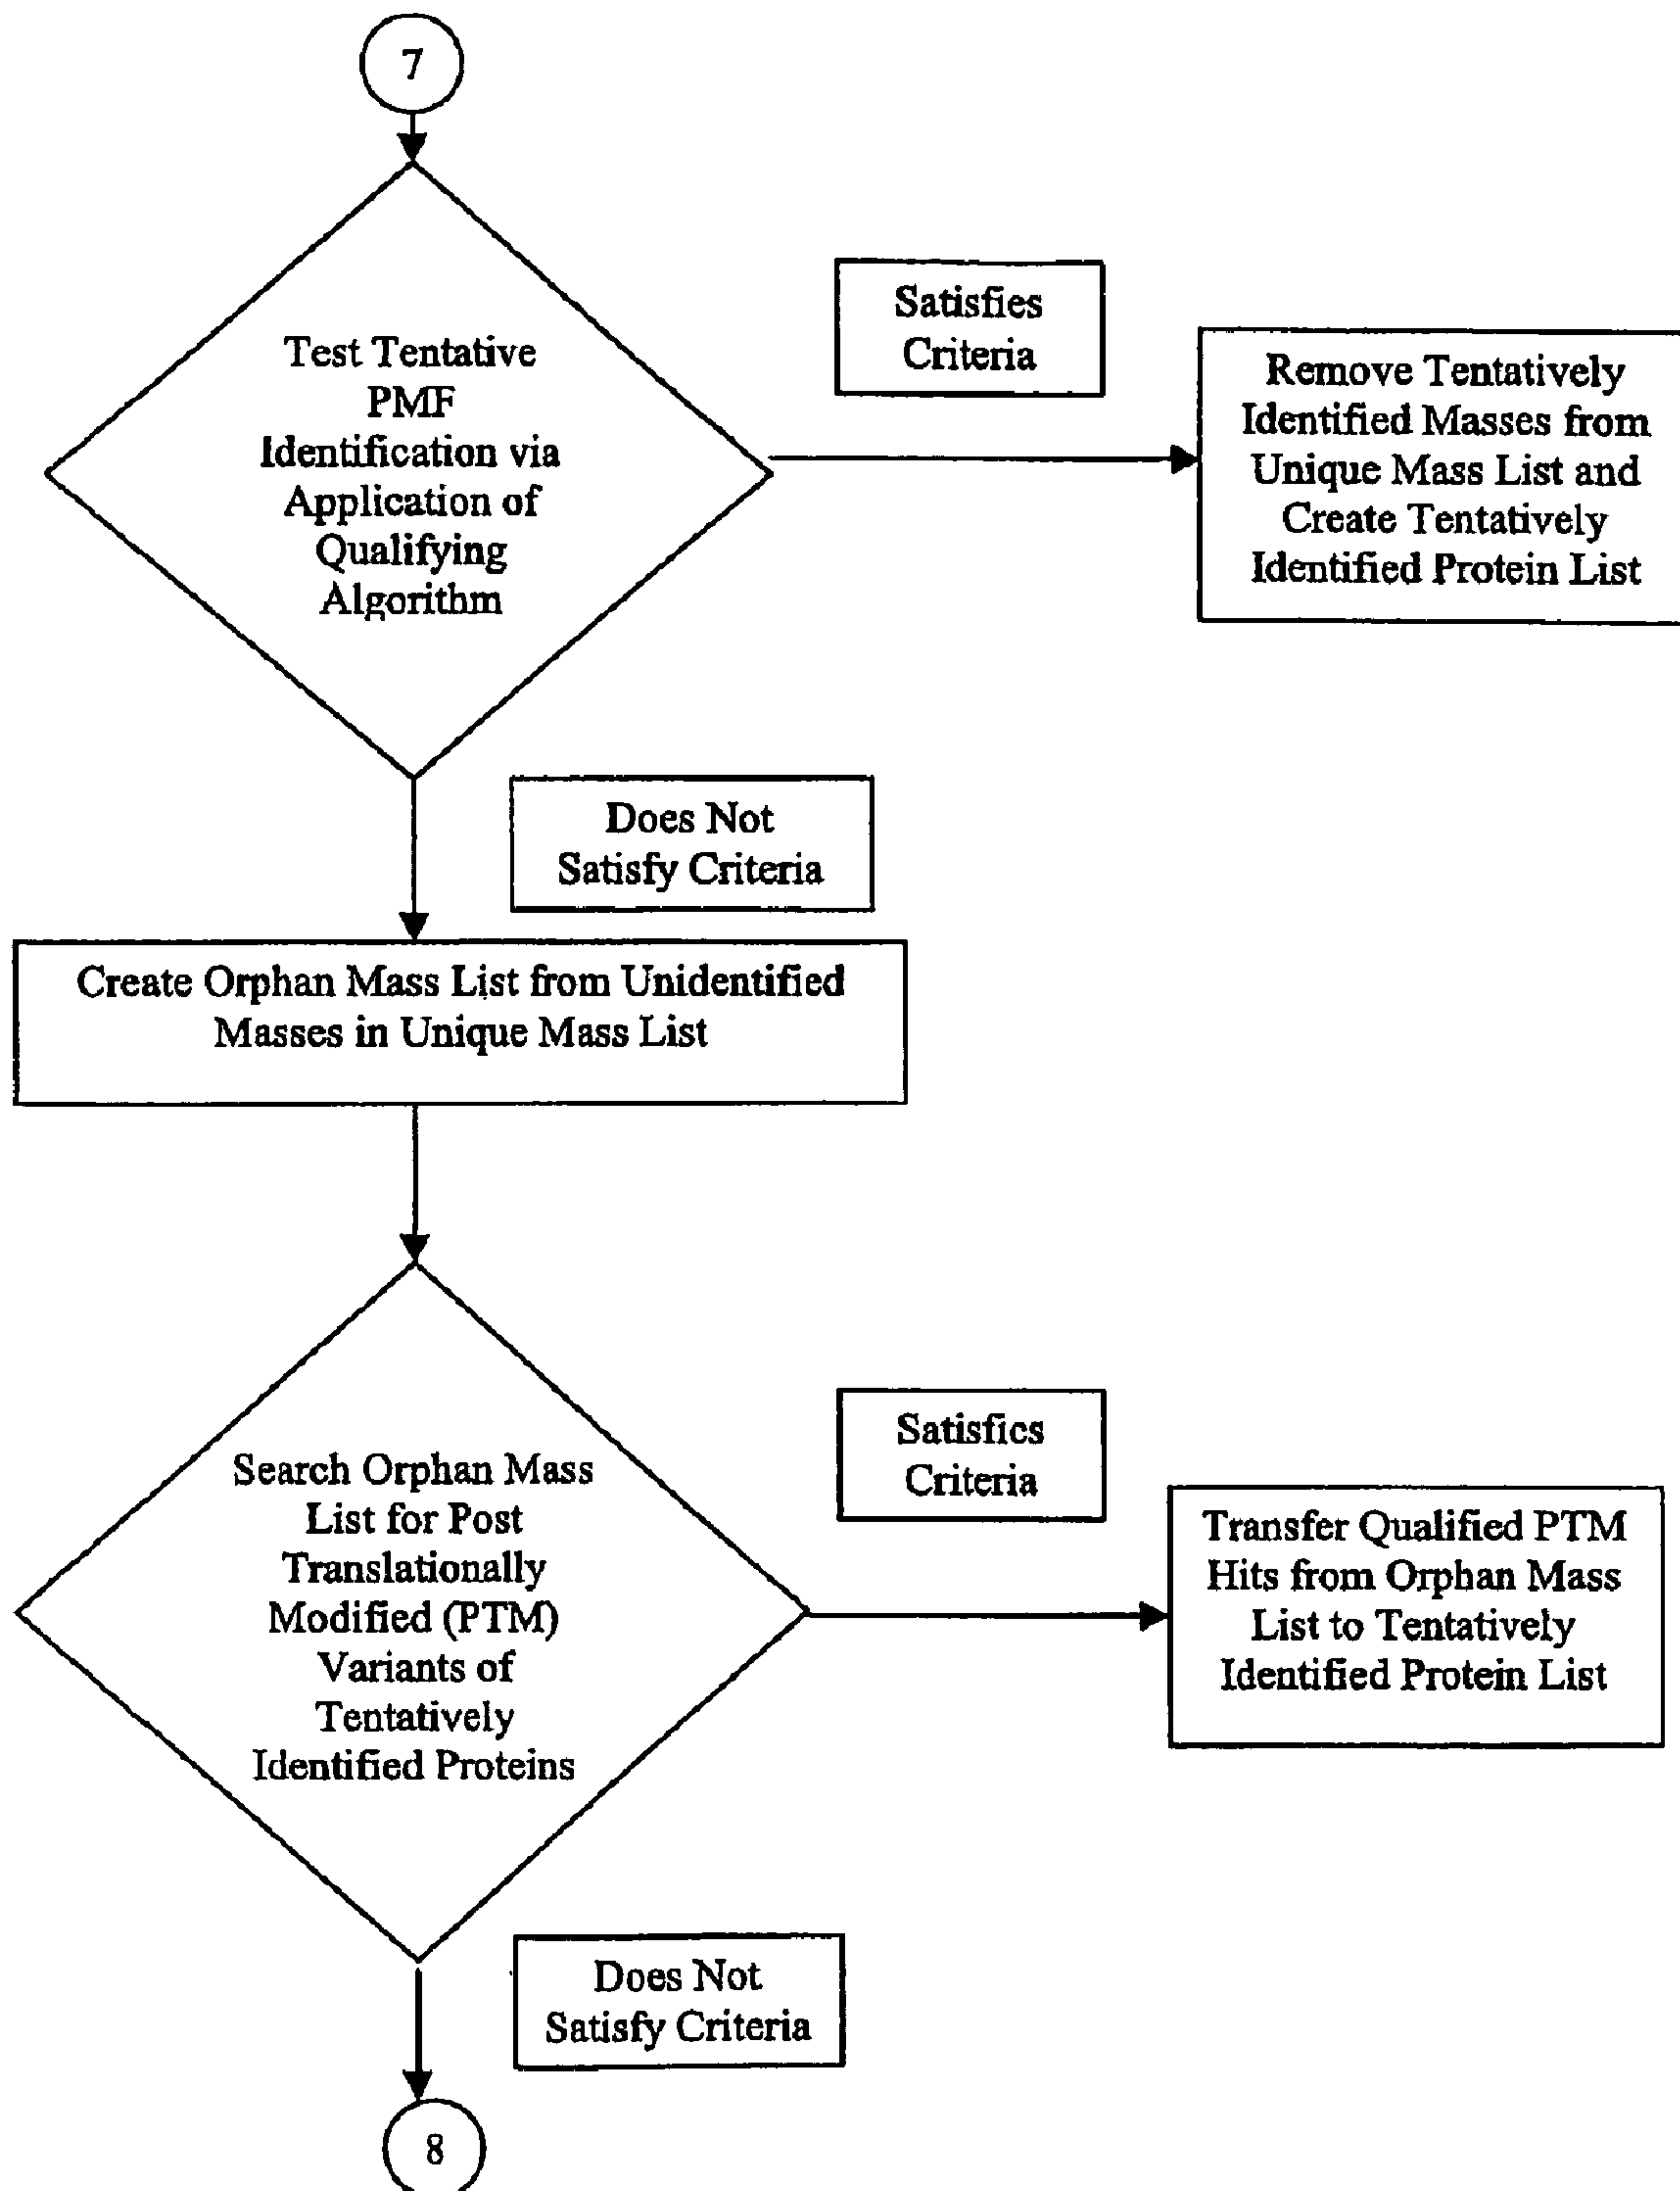 7
Test Tentative
PMF
Identification via
Application of
Qualifying
Algorithm
Satisfies
Criteria
Remove Tentatively
Identified Masses from
Unique Mass List and
Create Tentatively
Identified Protein List
Does Not
Satisfy Criteria
Create Orphan Mass List from Unidentified
Masses in Unique Mass List
Search Orphan Mass
List for Post
Translationally
Modified (PTM)
Variants of
Tentatively
Identified Proteins
Satisfies
Criteria
Transfer Qualified PTM
Hits from Orphan Mass
List to Tentatively
Identified Protein List
Does Not
Satisfy Criteria
8